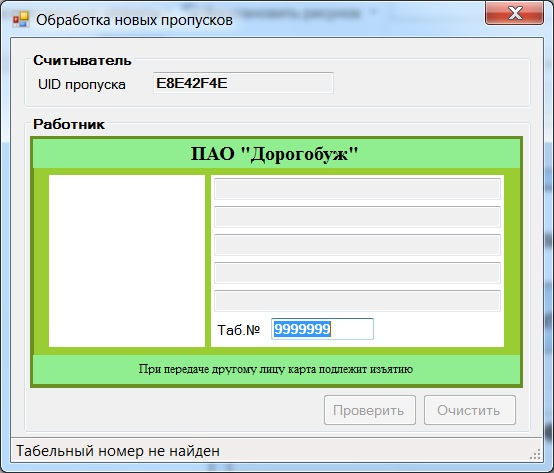 Обработка новых пропусков
Считыватель
UID пропуска E8E42F4E
Работник
ПАО "Дорогобуж"
Таб.№ 9999999
При передаче другому лицу карта подлежит изъятию
Проверить Очистить
Табельный номер не найден